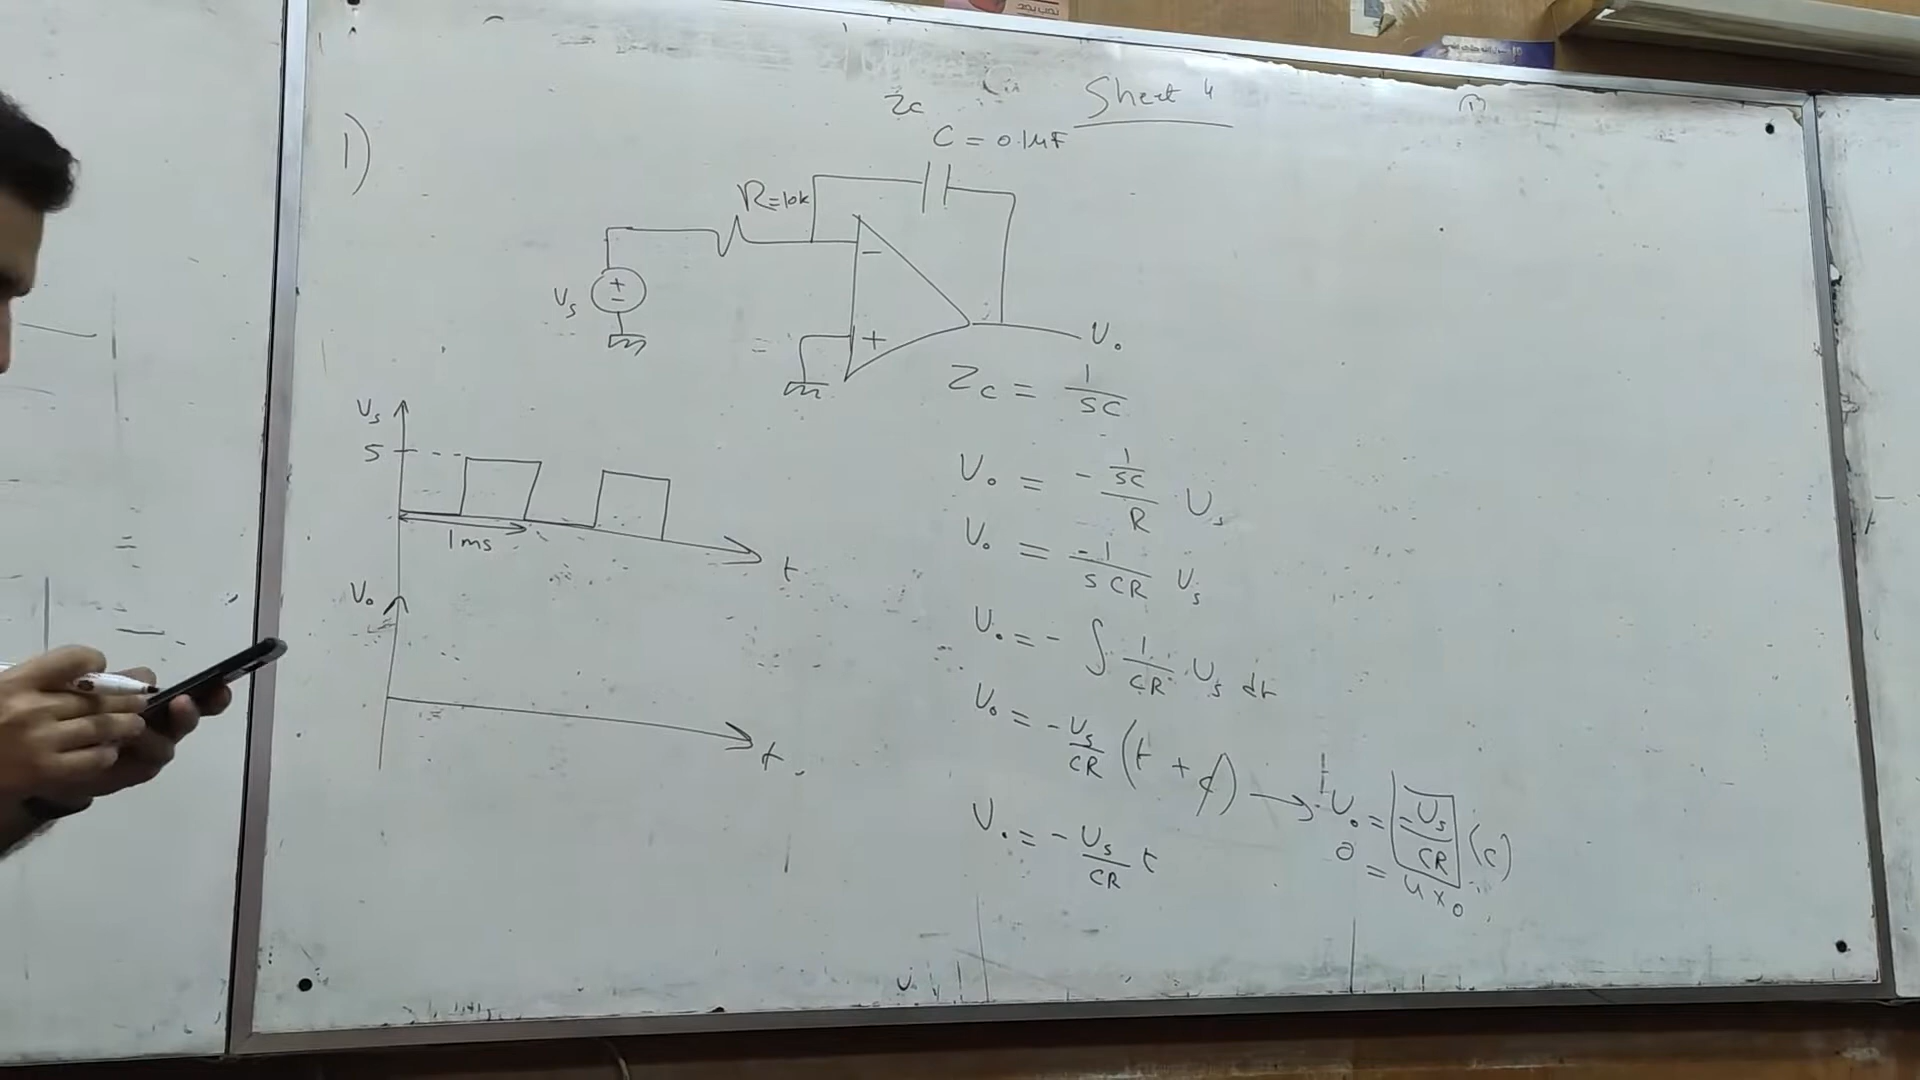 Sheet 4
1)
Zc
C = 0.1μF
R=10k
Vs
+
-
-
+
Vo
Zc = 1/SC
Vs
5
1ms
t
Vo
t
Vo = - (1/SC)/R Vs
Vo = -1/SCR Vs
Vo = - ∫ 1/CR Vs dt
Vo = - Vs/CR (t + c) → Vo = -Vs/CR (c)
0 = 4 x 0
Vo = - Vs/CR t